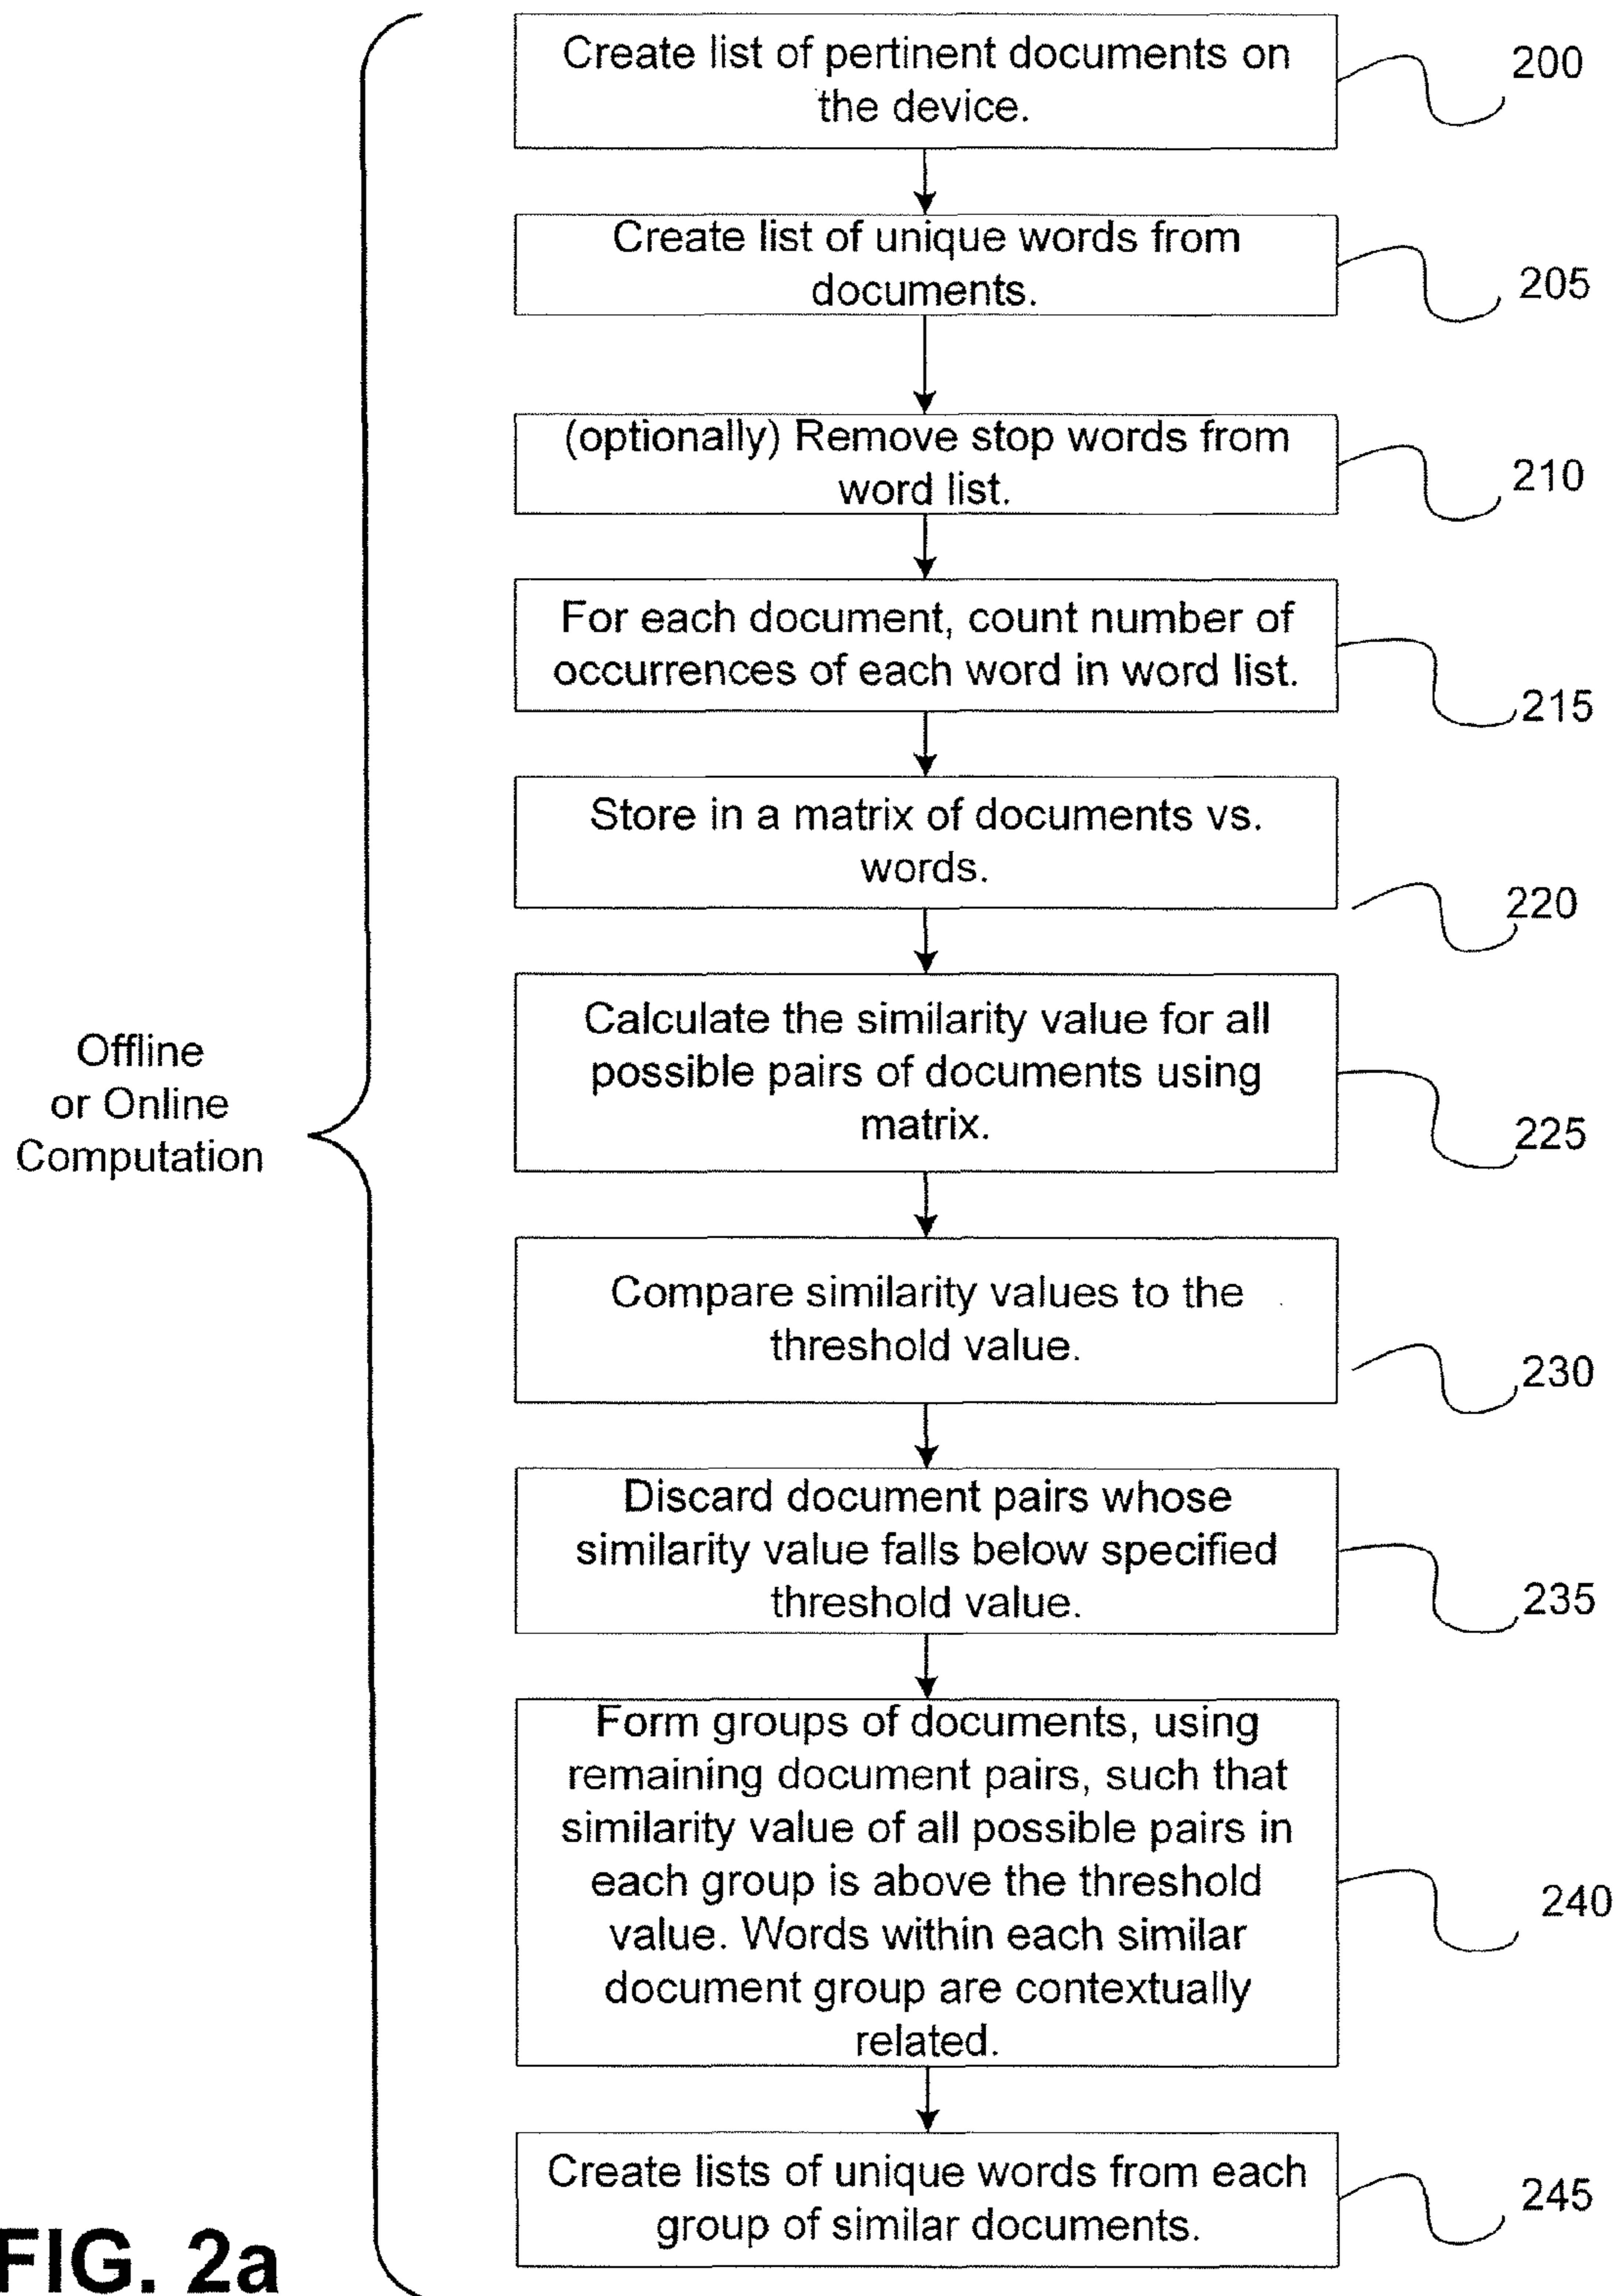 Create list of pertinent documents on
the device.
200
Create list of unique words from
documents.
205
(optionally) Remove stop words from
word list.
210
For each document, count number of
occurrences of each word in word list.
215
Store in a matrix of documents vs.
words.
220
Calculate the similarity value for all
possible pairs of documents using
matrix.
225
Offline
or Online
Computation
Compare similarity values to the
threshold value.
230
Discard document pairs whose
similarity value falls below specified
threshold value.
235
Form groups of documents, using
remaining document pairs, such that
similarity value of all possible pairs in
each group is above the threshold
value. Words within each similar
document group are contextually
related.
240
Create lists of unique words from each
group of similar documents.
245
FIG. 2a